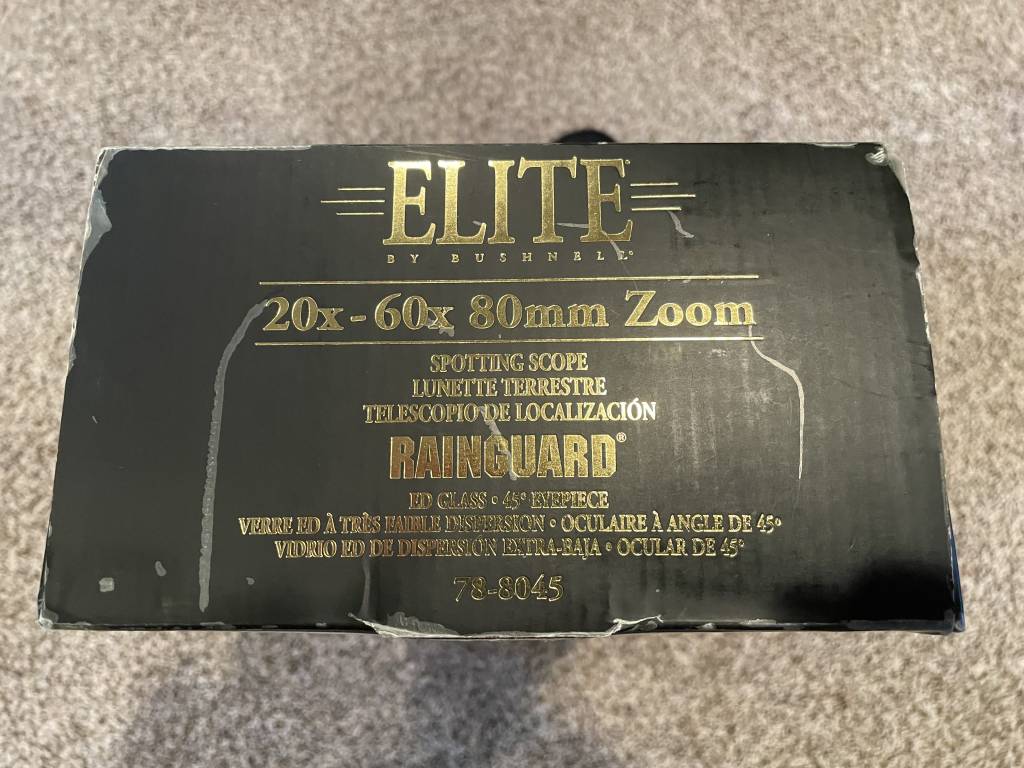 ELITE®
BY BUSHNELL®
20x-60x 80mm Zoom
SPOTTING SCOPE
LUNETTE TERRESTRE
TELESCOPIO DE LOCALIZACIÓN
RAINGUARD®
ED GLASS • 45° EYEPIECE
VERRE ED À TRÈS FAIBLE DISPERSION • OCULAIRE À ANGLE DE 45°
VIDRIO ED DE DISPERSIÓN EXTRA-BAJA • OCULAR DE 45°
78-8045